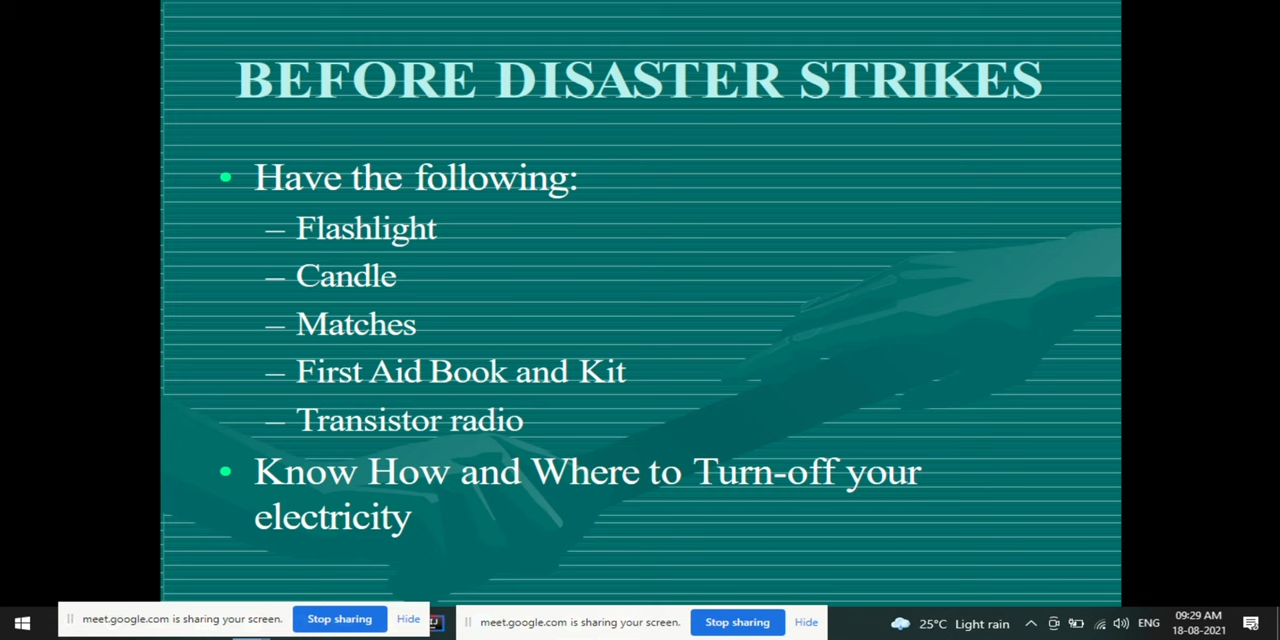 BEFORE DISASTER STRIKES
• Have the following:
– Flashlight
– Candle
– Matches
– First Aid Book and Kit
– Transistor radio
• Know How and Where to Turn-off your
electricity
meet.google.com is sharing your screen. Stop sharing Hide
meet.google.com is sharing your screen. Stop sharing Hide
25°C Light rain ENG 09:29 AM
18-08-2021